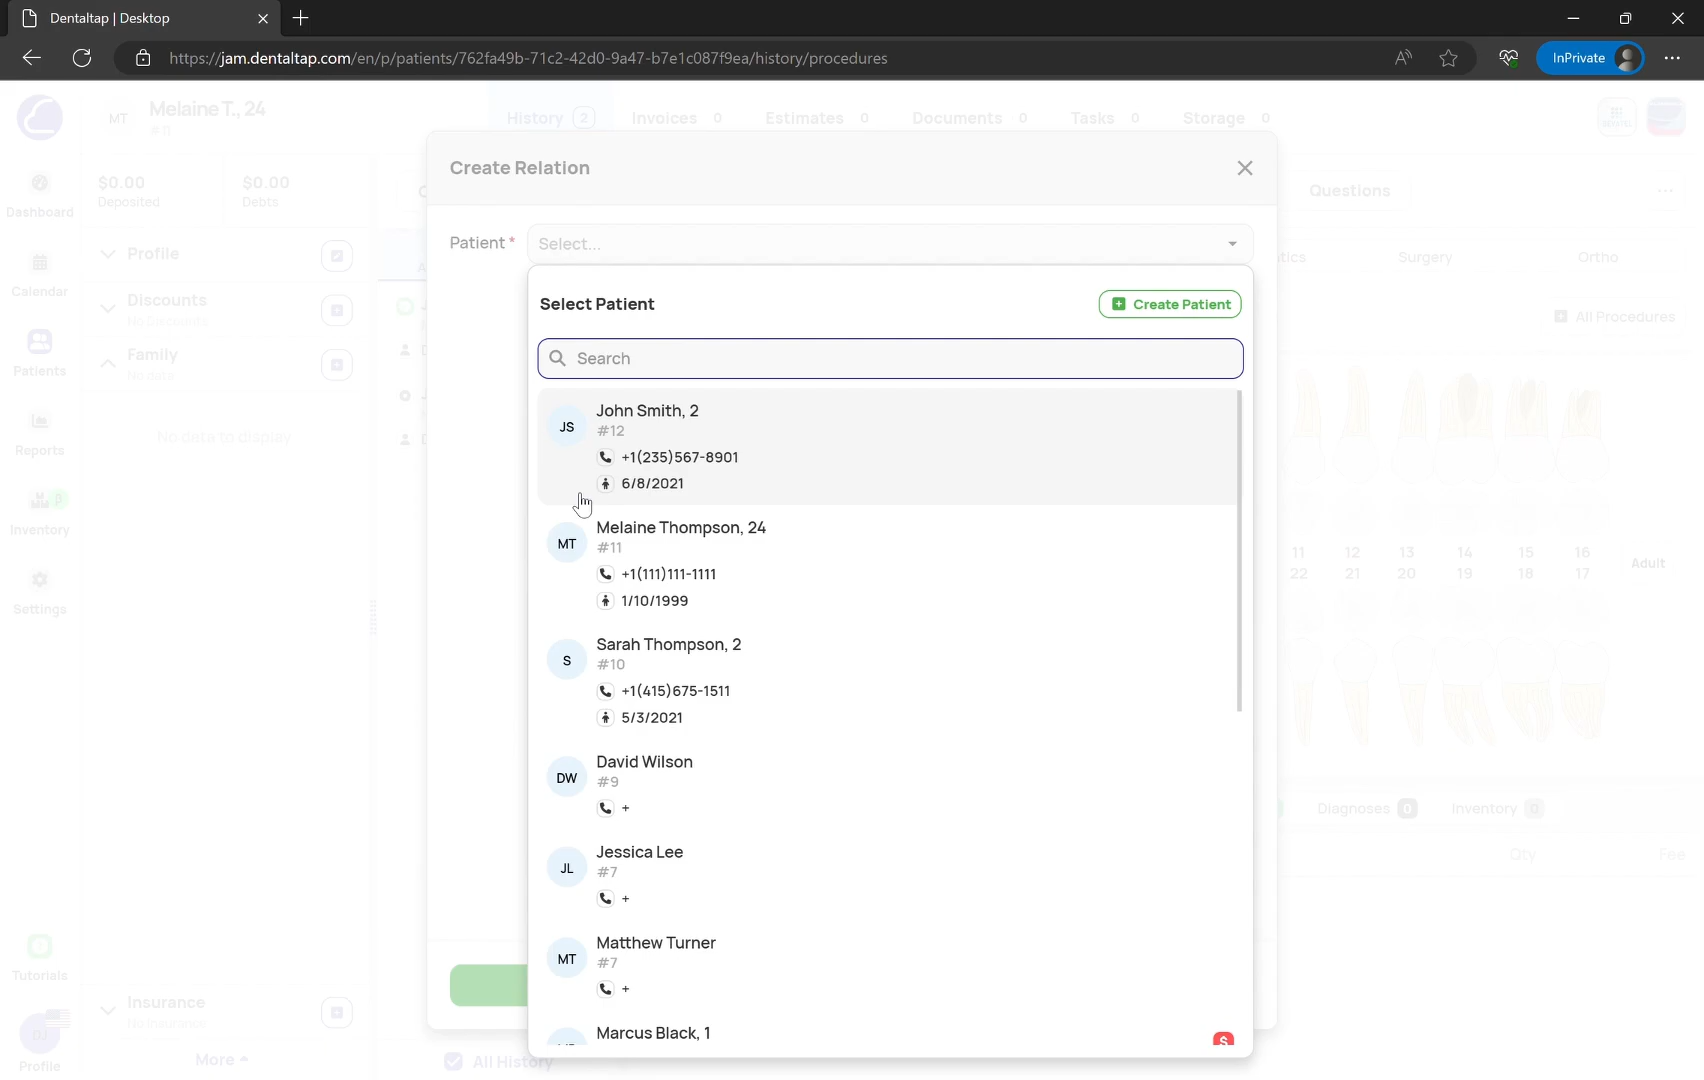 Dentaltap | Desktop
https://jam.dentaltap.com/en/p/patients/762fa49b-71c2-42d0-9a47-b7e1c087f9ea/history/procedures
InPrivate
MT
Melaine T., 24
#11
History 2
Invoices 0
Estimates 0
Documents 0
Tasks 0
Storage 0
Create Relation
$0.00
Deposited
$0.00
Debts
Questions
Dashboard
Patient *
Select...
Profile
Surgery
Ortho
Calendar
Discounts
No discounts
Select Patient
Create Patient
All Procedures
Family
No data
Patients
Search
No data to display
JS
John Smith, 2
#12
+1(235)567-8901
6/8/2021
Reports
Inventory
MT
Melaine Thompson, 24
#11
+1(111)111-1111
1/10/1999
11 12 13 14 15 16
22 21 20 19 18 17
Adult
Settings
S
Sarah Thompson, 2
#10
+1(415)675-1511
5/3/2021
DW
David Wilson
#9
+
Diagnoses 0
Inventory 0
JL
Jessica Lee
#7
+
Qty
Fee
MT
Matthew Turner
#7
+
Tutorials
Insurance
No insurance
Marcus Black, 1
$
DJ
Profile
More
All History